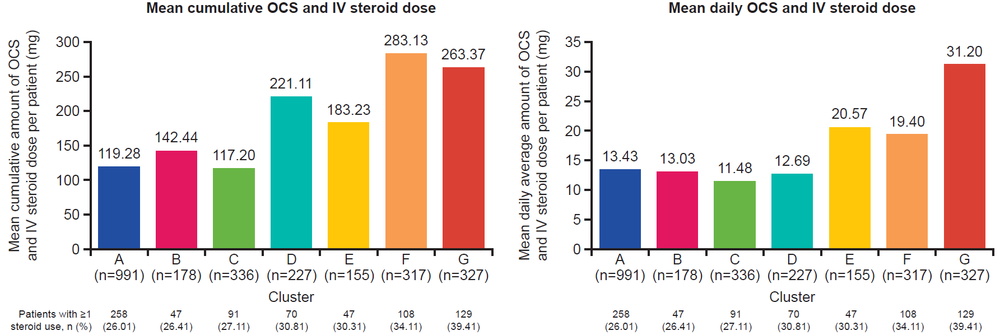 Mean cumulative OCS and IV steroid dose
Mean cumulative amount of OCS
and IV steroid dose per patient (mg)
300
250
200
150
100
50
0
119.28
142.44
117.20
221.11
183.23
283.13
263.37
A B C D E F G
(n=991) (n=178) (n=336) (n=227) (n=155) (n=317) (n=327)
Cluster
Patients with ≥1 258 47 91 70 47 108 129
steroid use, n (%) (26.01) (26.41) (27.11) (30.81) (30.31) (34.11) (39.41)
Mean daily OCS and IV steroid dose
Mean daily average amount of OCS
and IV steroid dose per patient (mg)
35
30
25
20
15
10
5
0
13.43
13.03
11.48
12.69
20.57
19.40
31.20
A B C D E F G
(n=991) (n=178) (n=336) (n=227) (n=155) (n=317) (n=327)
Cluster
258 47 91 70 47 108 129
(26.01) (26.41) (27.11) (30.81) (30.31) (34.11) (39.41)